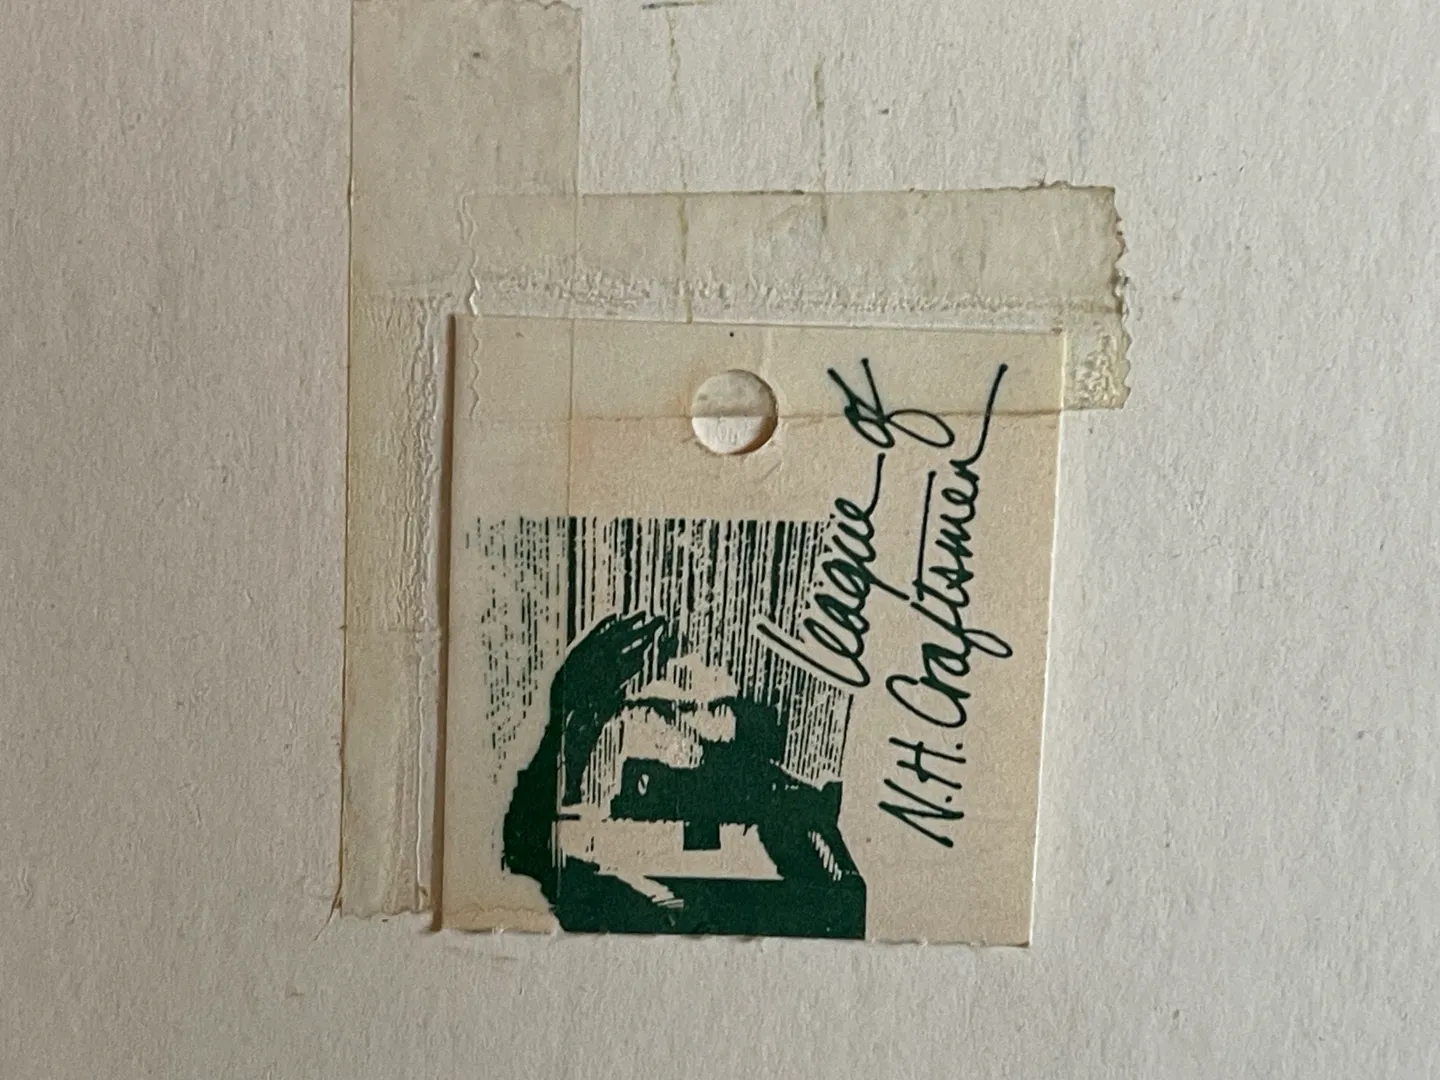 League of
N.H. Craftsmen